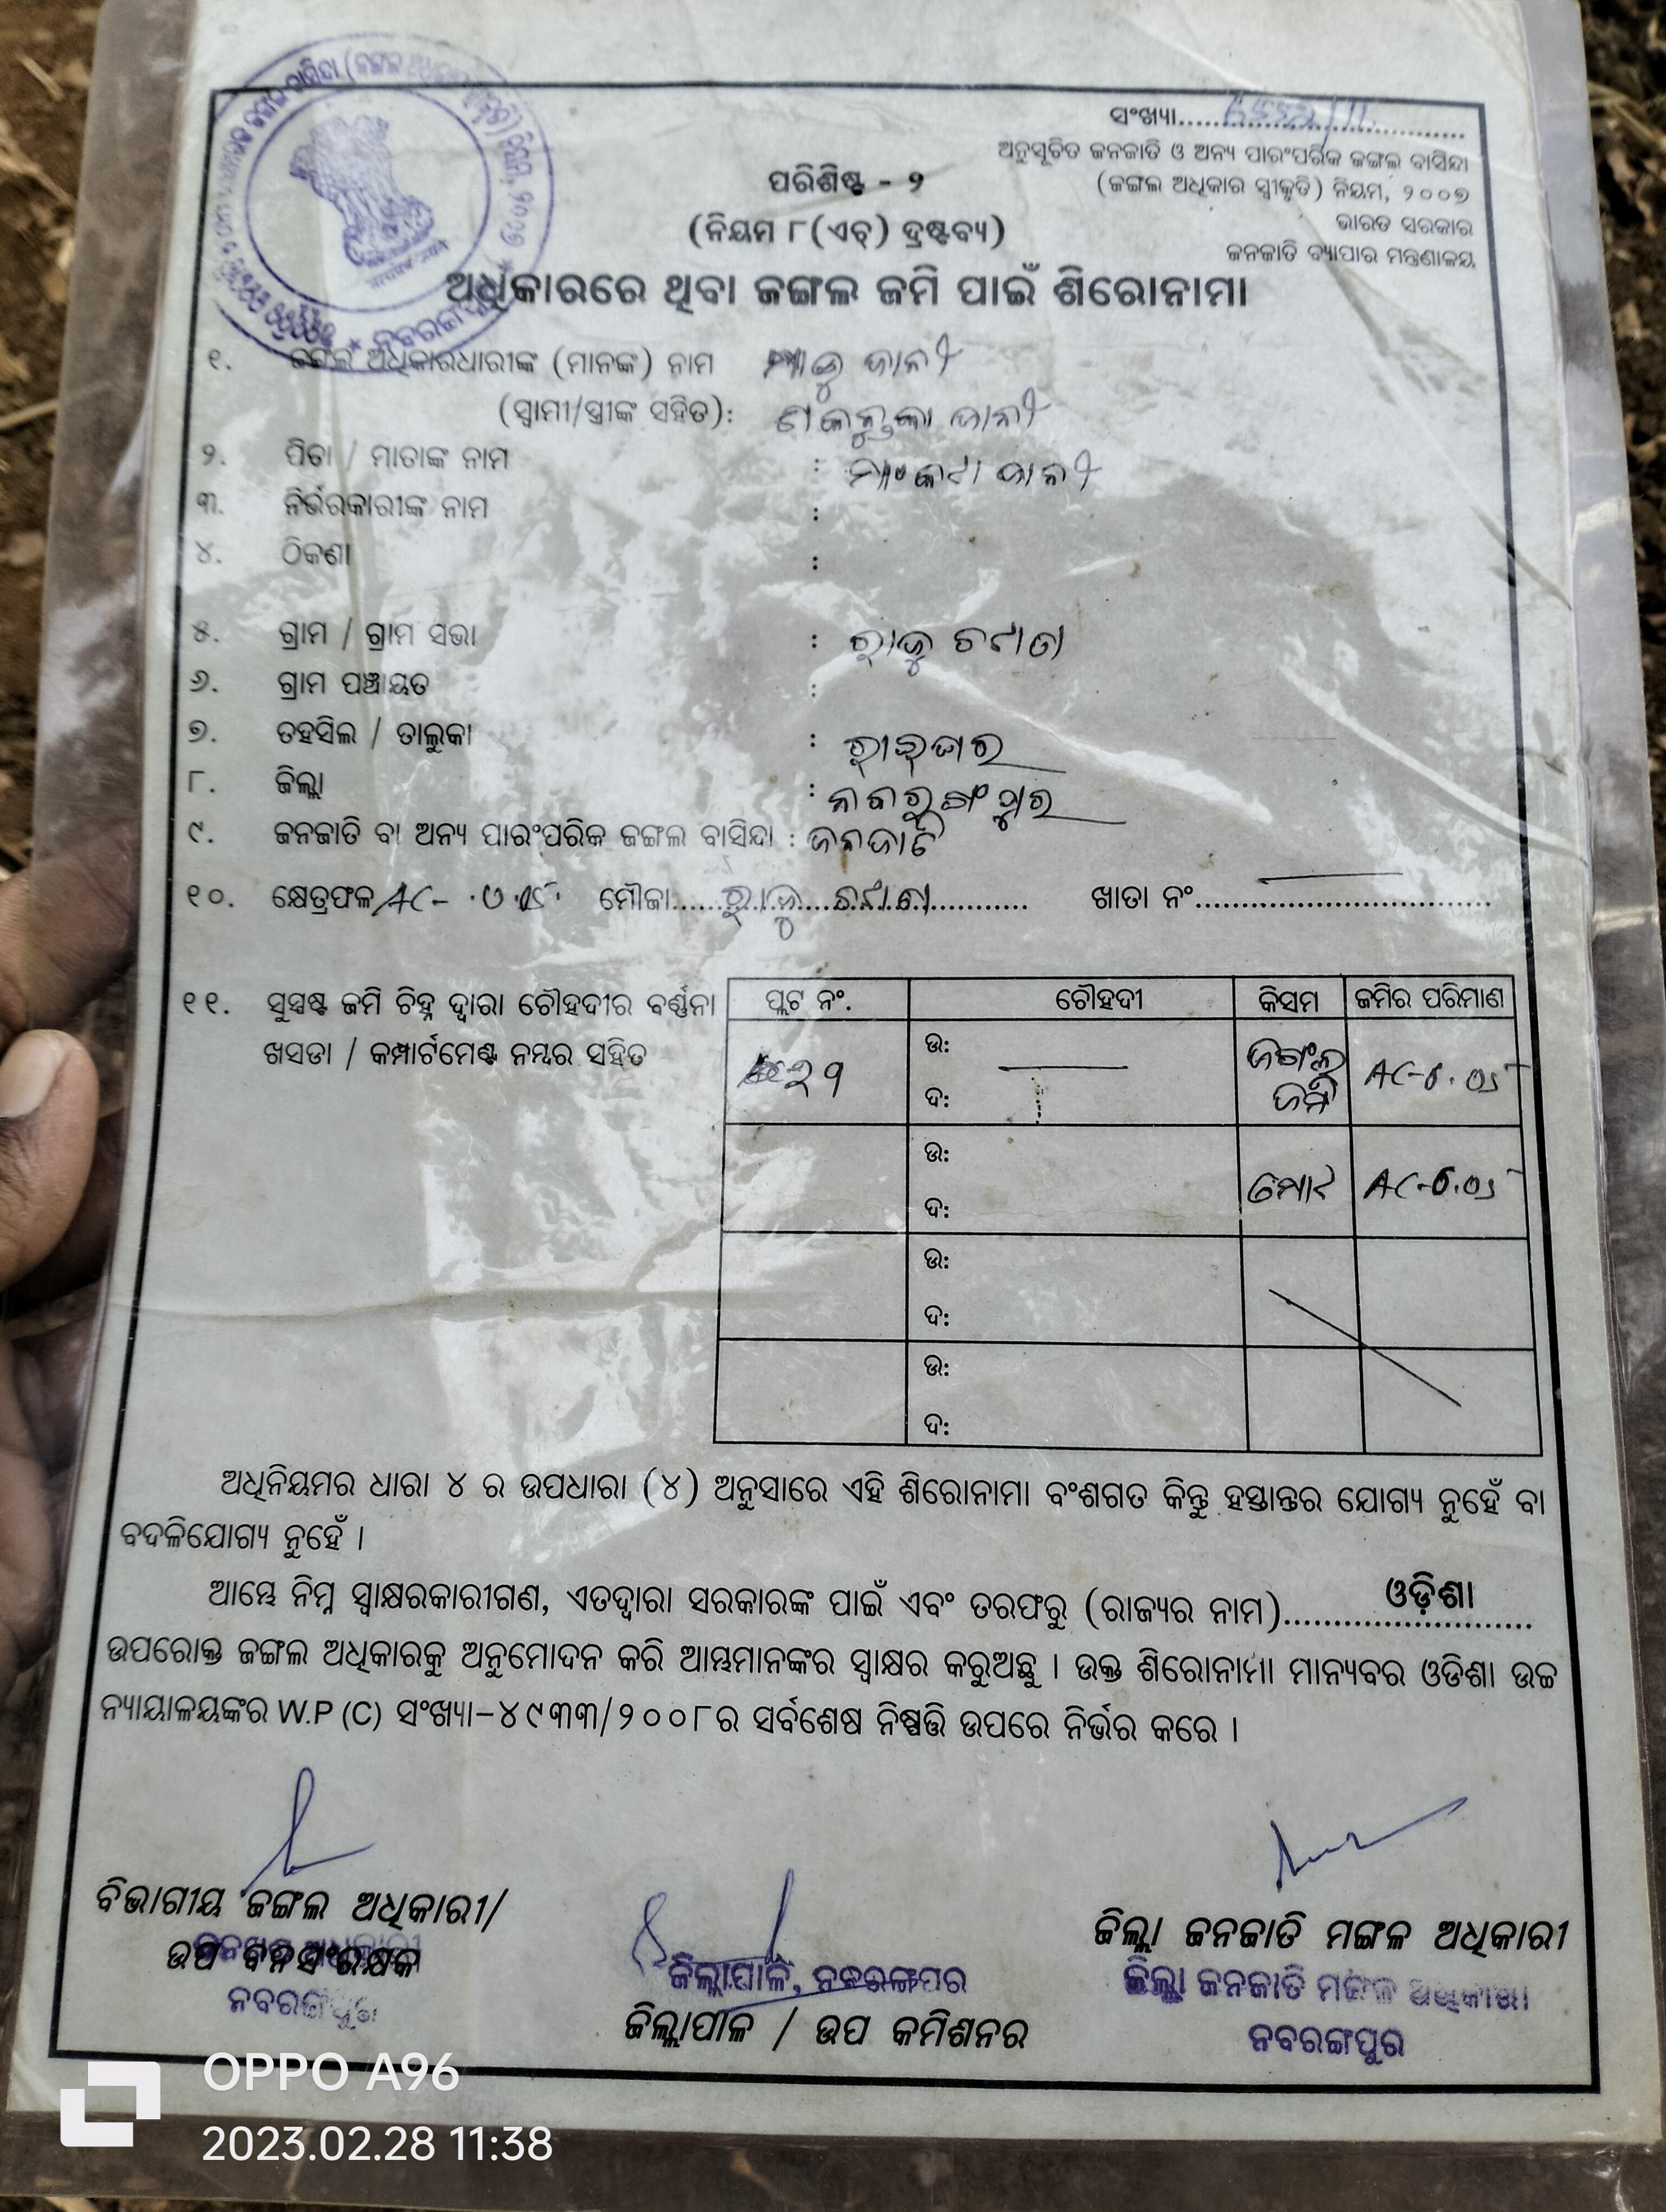 ସଂଖ୍ୟା
ଅନୁସୂଚିତ ଜନଜାତି ଓ ଅନ୍ୟ ପାରଂପରିକ ଜଙ୍ଗଲ ବାସିନ୍ଦା
(ଜଙ୍ଗଲ ଅଧିକାର ସ୍ୱୀକୃତି) ନିୟମ, ୨୦୦୭
ଭାରତ ସରକାର
ଜନଜାତି ବ୍ୟାପାର ମନ୍ତ୍ରଣାଳୟ
ପରିଶିଷ୍ଟ - ୨
(ନିୟମ ୮(ଏଚ୍) ଦ୍ରଷ୍ଟବ୍ୟ)
ଅଧିକାରରେ ଥିବା ଜଙ୍ଗଲ ଜମି ପାଇଁ ଶିରୋନାମା
୧. ଜଙ୍ଗଲ ଅଧିକାରଧାରୀଙ୍କ (ମାନଙ୍କ) ନାମ ଜାନୀ
(ସ୍ୱାମୀ/ସ୍ତ୍ରୀଙ୍କ ସହିତ): ଜାନୀ
୨. ପିତା / ମାତାଙ୍କ ନାମ : ଜାନୀ
୩. ନିର୍ଭରକାରୀଙ୍କ ନାମ :
୪. ଠିକଣା :
୫. ଗ୍ରାମ / ଗ୍ରାମ ସଭା :
୬. ଗ୍ରାମ ପଞ୍ଚାୟତ :
୭. ତହସିଲ / ତାଲୁକା :
୮. ଜିଲ୍ଲା :
୯. ଜନଜାତି ବା ଅନ୍ୟ ପାରଂପରିକ ଜଙ୍ଗଲ ବାସିନ୍ଦା : ଜନଜାତି
୧୦. କ୍ଷେତ୍ରଫଳ AC- ମୌଜା ଖାତା ନଂ
୧୧. ସୁସ୍ପଷ୍ଟ ଜମି ଚିହ୍ନ ଦ୍ୱାରା ଚୌହଦୀର ବର୍ଣ୍ଣନା
ଖସଡା / କମ୍ପାର୍ଟମେଣ୍ଟ ନମ୍ବର ସହିତ
ପ୍ଲଟ ନଂ. ଚୌହଦୀ କିସମ ଜମିର ପରିମାଣ
ଉ: ଜଙ୍ଗଲ
ଦ: ଜମି
ଉ:
ଦ:
ଉ:
ଦ:
ଉ:
ଦ:
ଅଧିନିୟମର ଧାରା ୪ ର ଉପଧାରା (୪) ଅନୁସାରେ ଏହି ଶିରୋନାମା ବଂଶଗତ କିନ୍ତୁ ହସ୍ତାନ୍ତର ଯୋଗ୍ୟ ନୁହେଁ ବା
ବଦଳିଯୋଗ୍ୟ ନୁହେଁ ।
ଆମ୍ଭେ ନିମ୍ନ ସ୍ୱାକ୍ଷରକାରୀଗଣ, ଏତଦ୍ୱାରା ସରକାରଙ୍କ ପାଇଁ ଏବଂ ତରଫରୁ (ରାଜ୍ୟର ନାମ) ଓଡ଼ିଶା
ଉପରୋକ୍ତ ଜଙ୍ଗଲ ଅଧିକାରକୁ ଅନୁମୋଦନ କରି ଆମ୍ଭମାନଙ୍କର ସ୍ୱାକ୍ଷର କରୁଅଛୁ । ଉକ୍ତ ଶିରୋନାମା ମାନ୍ୟବର ଓଡିଶା ଉଚ୍ଚ
ନ୍ୟାୟାଳୟଙ୍କର W.P (C) ସଂଖ୍ୟା-୪୯୩୩/୨୦୦୮ର ସର୍ବଶେଷ ନିଷ୍ପତ୍ତି ଉପରେ ନିର୍ଭର କରେ ।
ବିଭାଗୀୟ ଜଙ୍ଗଲ ଅଧିକାରୀ/
ଉପ ବନସଂରକ୍ଷକ
ନବରଙ୍ଗପୁର
ଜିଲ୍ଲାପାଳ, ନବରଙ୍ଗପୁର
ଜିଲ୍ଲାପାଳ / ଉପ କମିଶନର
ଜିଲ୍ଲା ଜନଜାତି ମଙ୍ଗଳ ଅଧିକାରୀ
ଜିଲ୍ଲା ଜନଜାତି ମଙ୍ଗଳ ଅଧିକାରୀ
ନବରଙ୍ଗପୁର
OPPO A96
2023.02.28 11:38